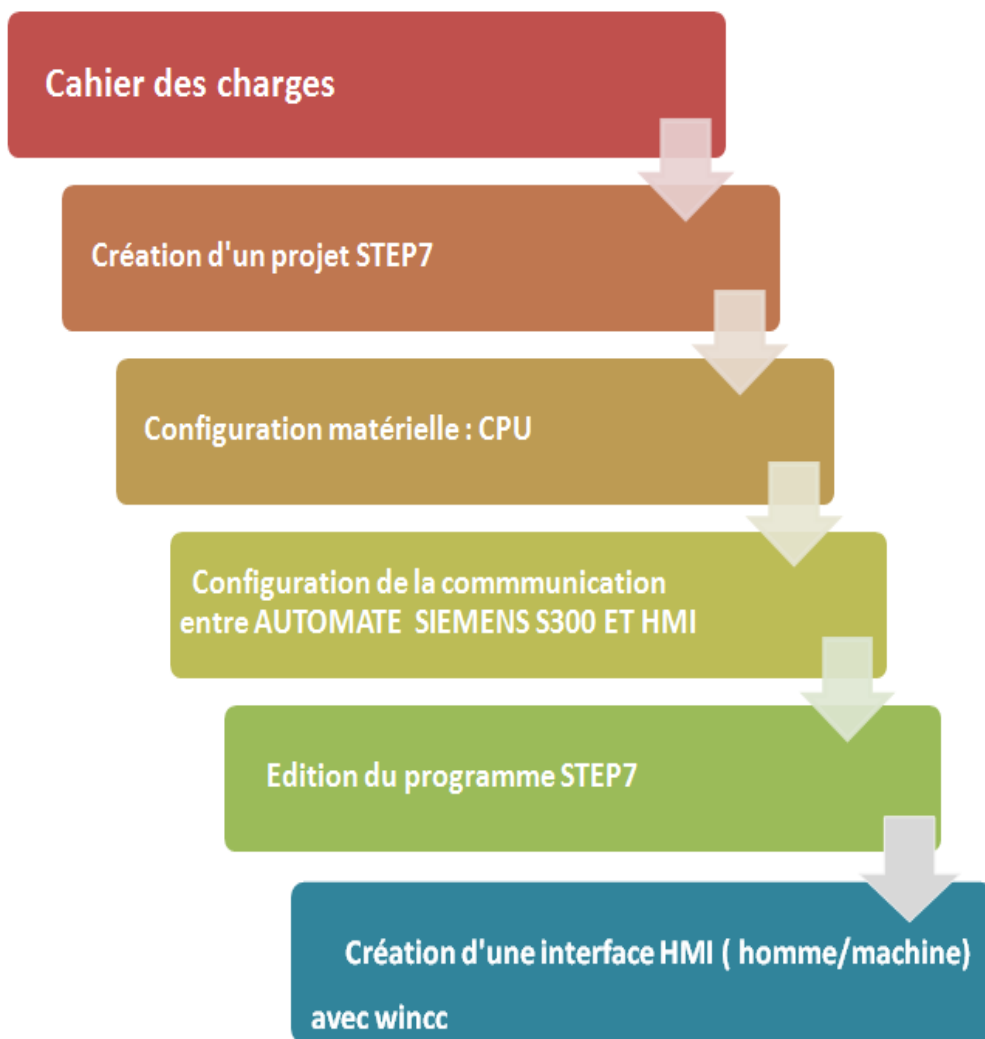 Cahier des charges
Création d'un projet STEP7
Configuration matérielle : CPU
Configuration de la commmunication
entre AUTOMATE SIEMENS S300 ET HMI
Edition du programme STEP7
Création d'une interface HMI ( homme/machine)
avec wincc